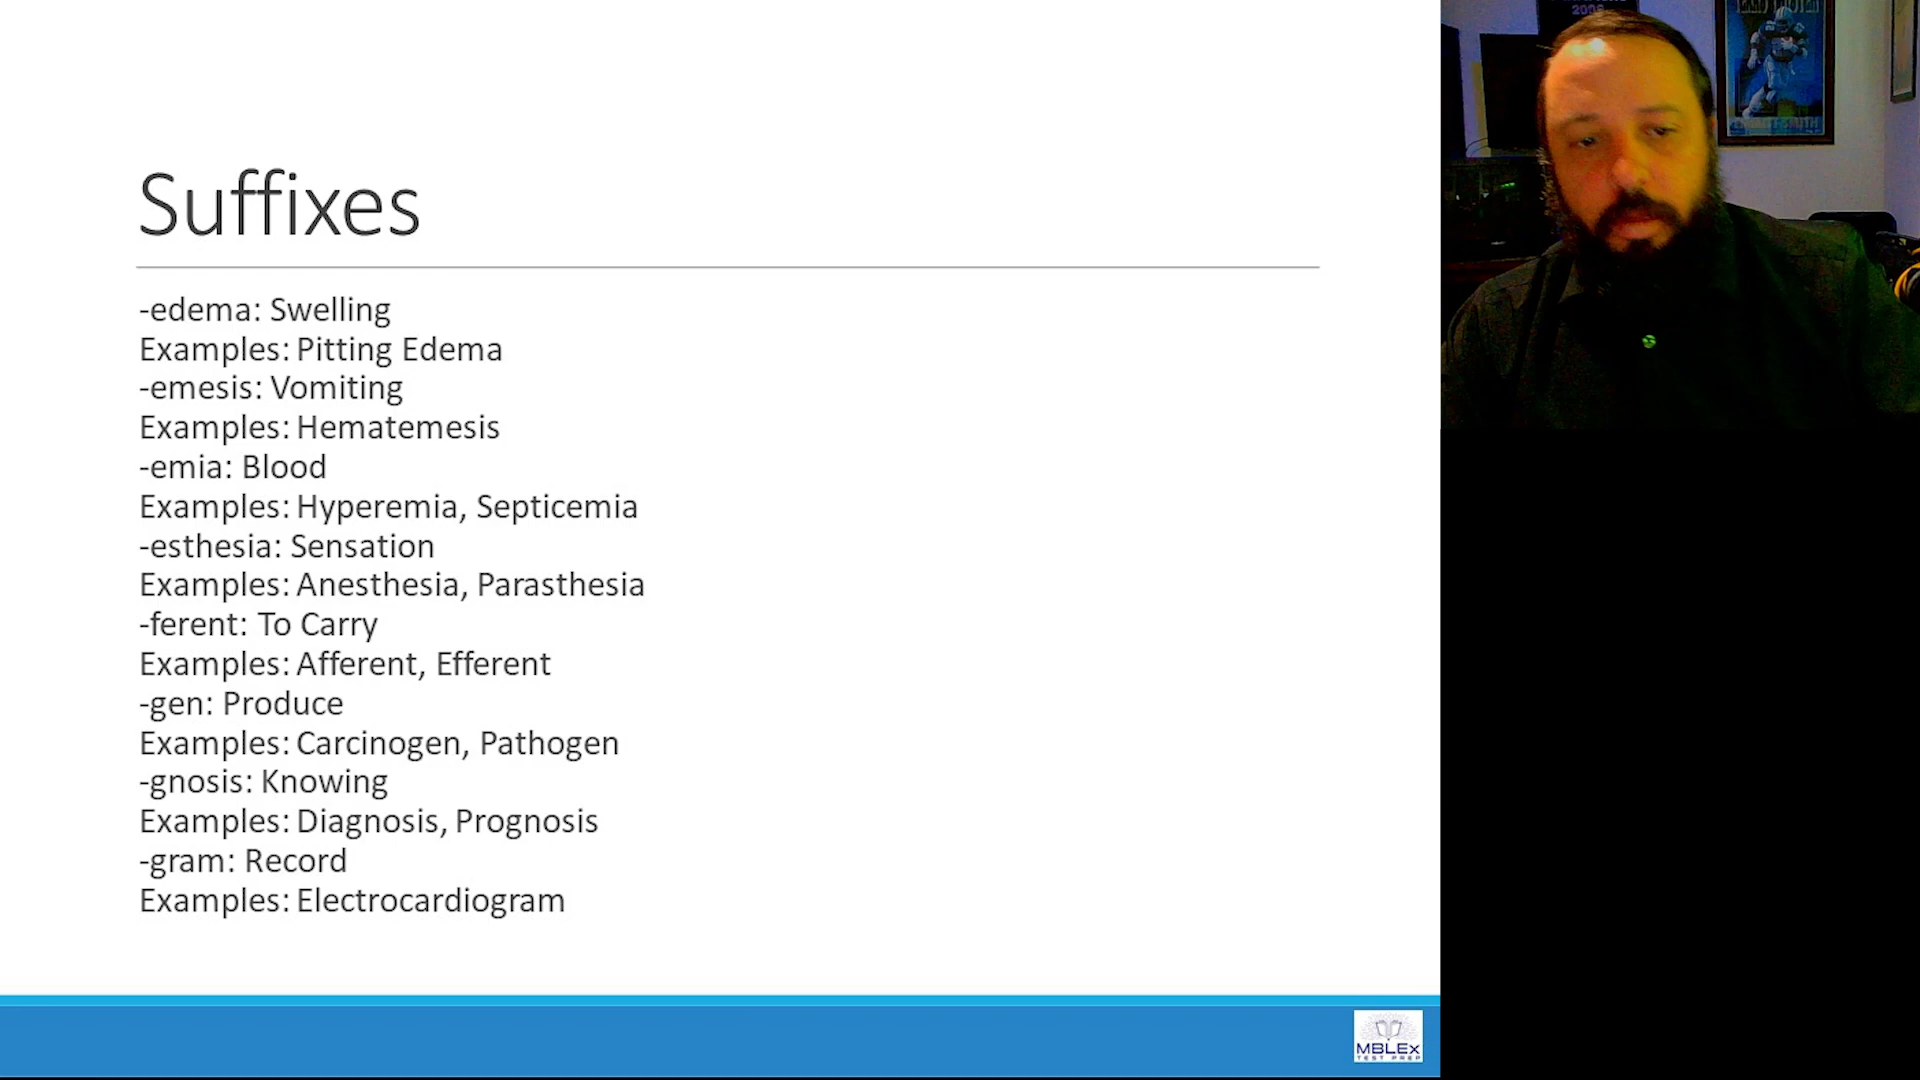 Suffixes
-edema: Swelling
Examples: Pitting Edema
-emesis: Vomiting
Examples: Hematemesis
-emia: Blood
Examples: Hyperemia, Septicemia
-esthesia: Sensation
Examples: Anesthesia, Parasthesia
-ferent: To Carry
Examples: Afferent, Efferent
-gen: Produce
Examples: Carcinogen, Pathogen
-gnosis: Knowing
Examples: Diagnosis, Prognosis
-gram: Record
Examples: Electrocardiogram
MBLEx
TEST PREP